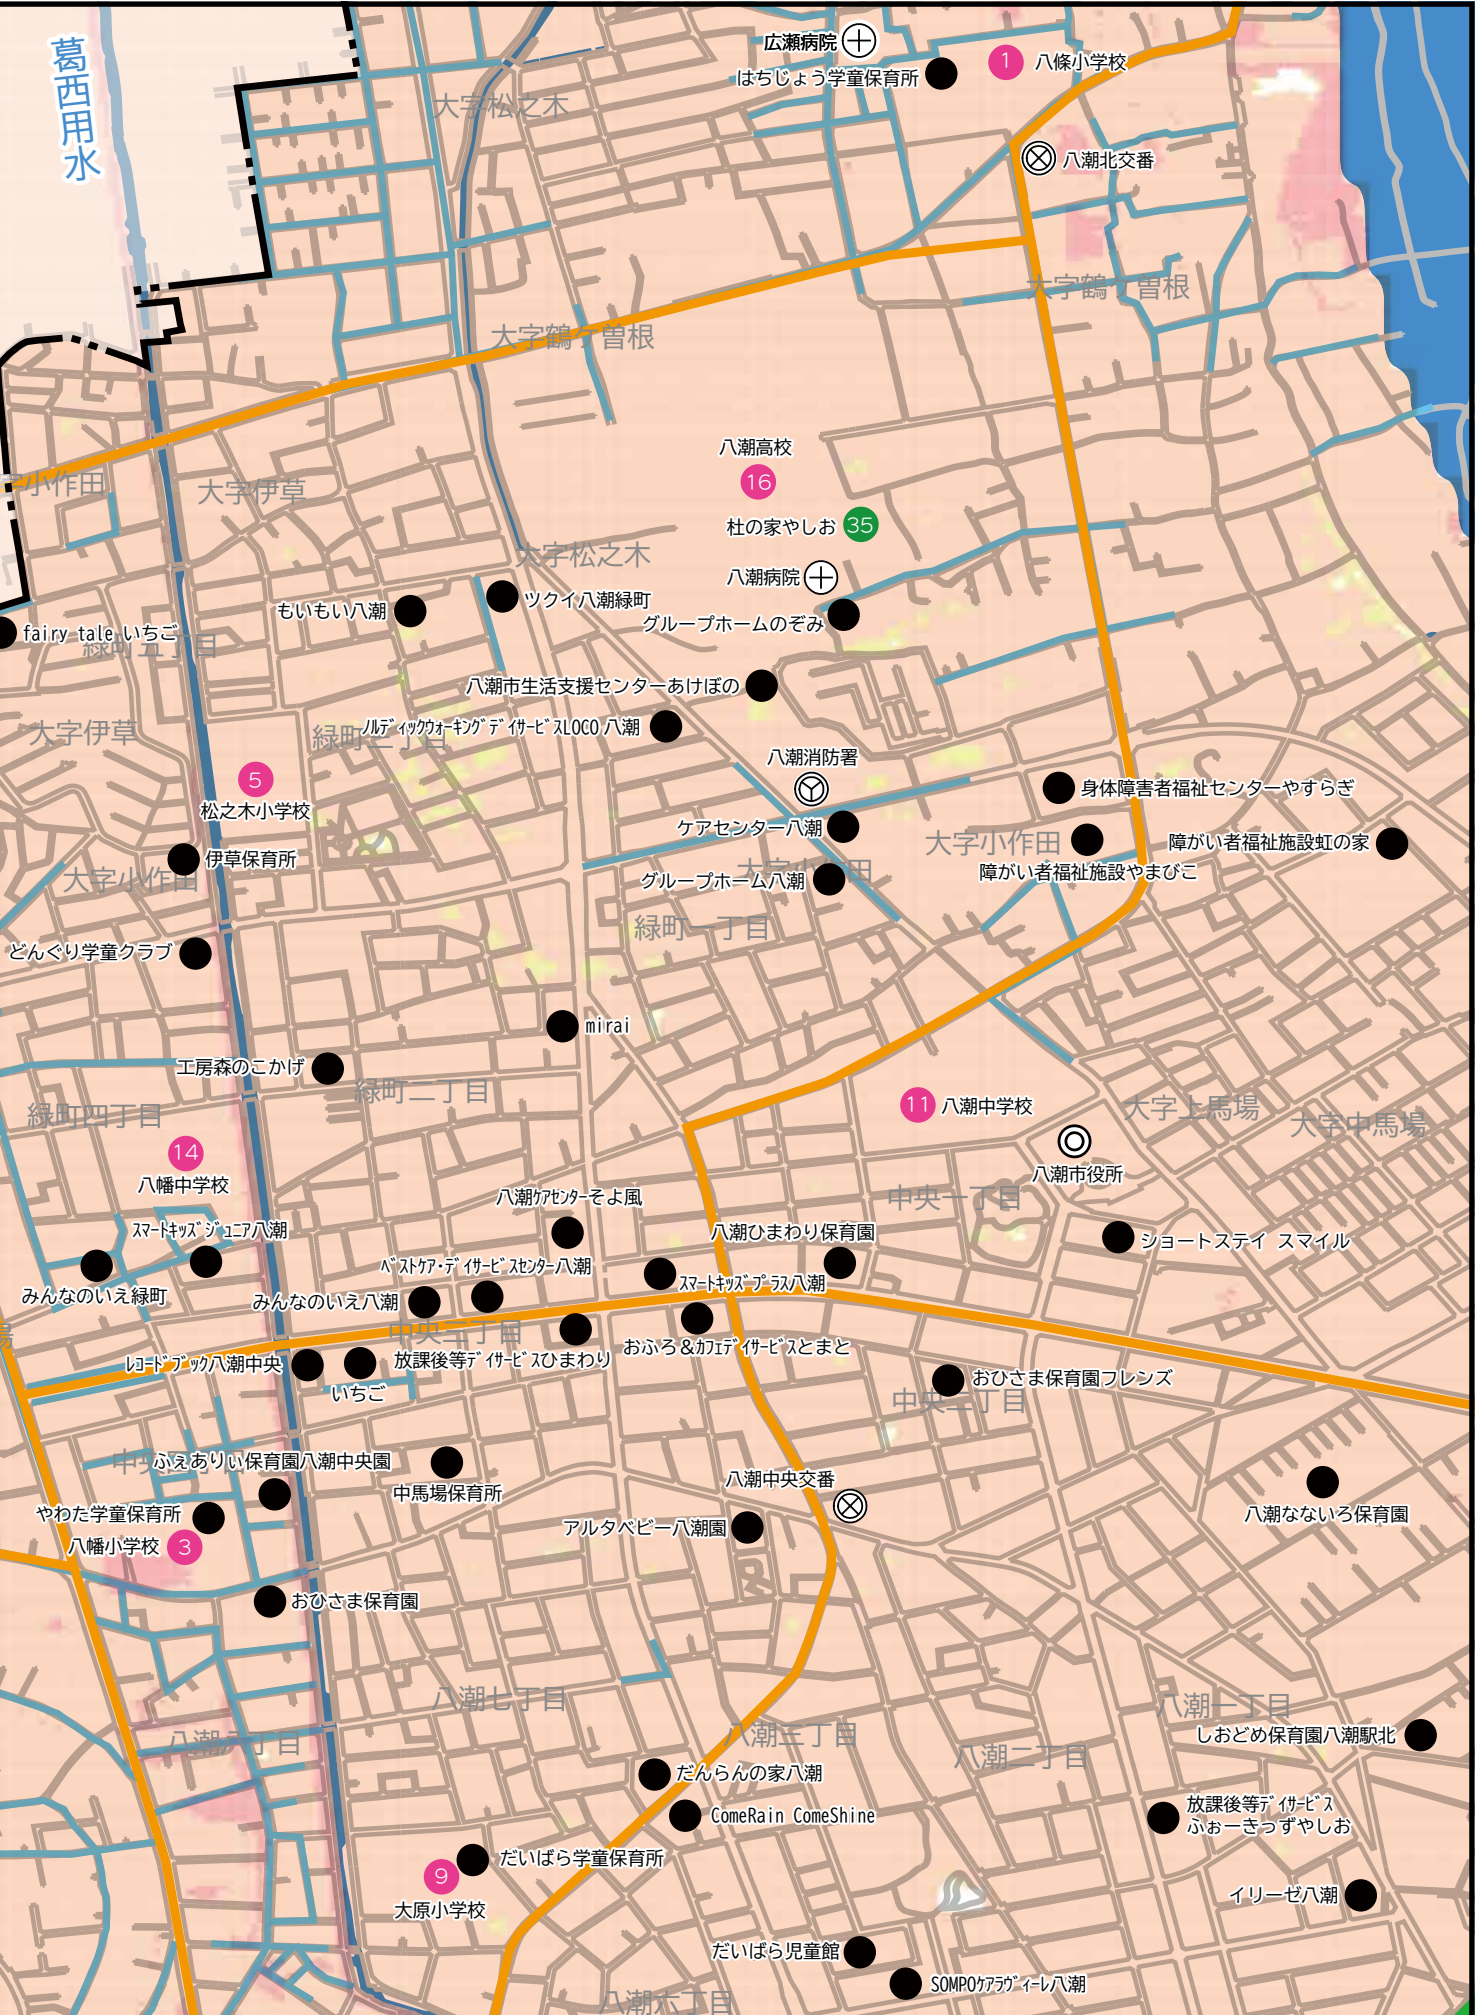 葛西用水
広瀬病院
はちじょう学童保育所
1
八條小学校
大字松之木
八潮北交番
大字鶴ケ曽根
大字鶴ケ曽根
八潮高校
16
小作田
大字伊草
杜の家やしお
35
大字松之木
八潮病院
もいもい八潮
ツクイ八潮緑町
グループホームのぞみ
fairy tale いちご
緑町五丁目
八潮市生活支援センターあけぼの
大字伊草
緑町三丁目
ﾉﾙﾃﾞｨｯｸｳｫｰｷﾝｸﾞﾃﾞｲｻｰﾋﾞｽLOCO 八潮
八潮消防署
5
松之木小学校
身体障害者福祉センターやすらぎ
ケアセンター八潮
大字小作田
障がい者福祉施設虹の家
伊草保育所
大字小作田
大字小作田
障がい者福祉施設やまびこ
グループホーム八潮
緑町一丁目
どんぐり学童クラブ
mirai
工房森のこかげ
緑町二丁目
緑町四丁目
11
八潮中学校
大字上馬場
大字中馬場
14
八幡中学校
八潮市役所
中央一丁目
八潮ｹｱｾﾝﾀｰそよ風
ｽﾏｰﾄｷｯｽﾞｼﾞｭﾆｱ八潮
八潮ひまわり保育園
ショートステイ スマイル
ﾍﾞｽﾄｹｱ･ﾃﾞｲｻｰﾋﾞｽｾﾝﾀｰ八潮
ｽﾏｰﾄｷｯｽﾞﾌﾟﾗｽ八潮
みんなのいえ緑町
みんなのいえ八潮
場
中央三丁目
おふろ＆ｶﾌｪﾃﾞｲｻｰﾋﾞｽとまと
ﾚｺｰﾄﾞﾌﾞｯｸ八潮中央
放課後等ﾃﾞｲｻｰﾋﾞｽひまわり
いちご
おひさま保育園フレンズ
中央二丁目
中央四丁目
ふぇありぃ保育園八潮中央園
中馬場保育所
八潮中央交番
やわた学童保育所
八潮なないろ保育園
アルタベビー八潮園
八幡小学校
3
おひさま保育園
八潮七丁目
八潮一丁目
八潮八丁目
八潮三丁目
しおどめ保育園八潮駅北
八潮二丁目
だんらんの家八潮
ComeRain ComeShine
放課後等ﾃﾞｲｻｰﾋﾞｽ
ふぉーきっずやしお
だいばら学童保育所
9
大原小学校
イリーゼ八潮
だいばら児童館
SOMPOｹｱﾗｳﾞｨｰﾚ八潮
八潮六丁目